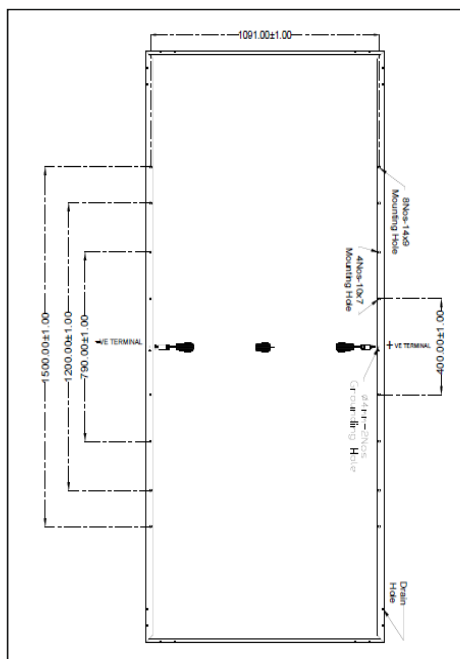 1091.00±1.00
8Nos-14x9
Mounting Hole
4Nos-10x7
Mounting Hole
1500.00±1.00
1200.00±1.00
790.00±1.00
-VE TERMINAL
+VE TERMINAL
400.00±1.00
Grounding Hole
Drain
Hole